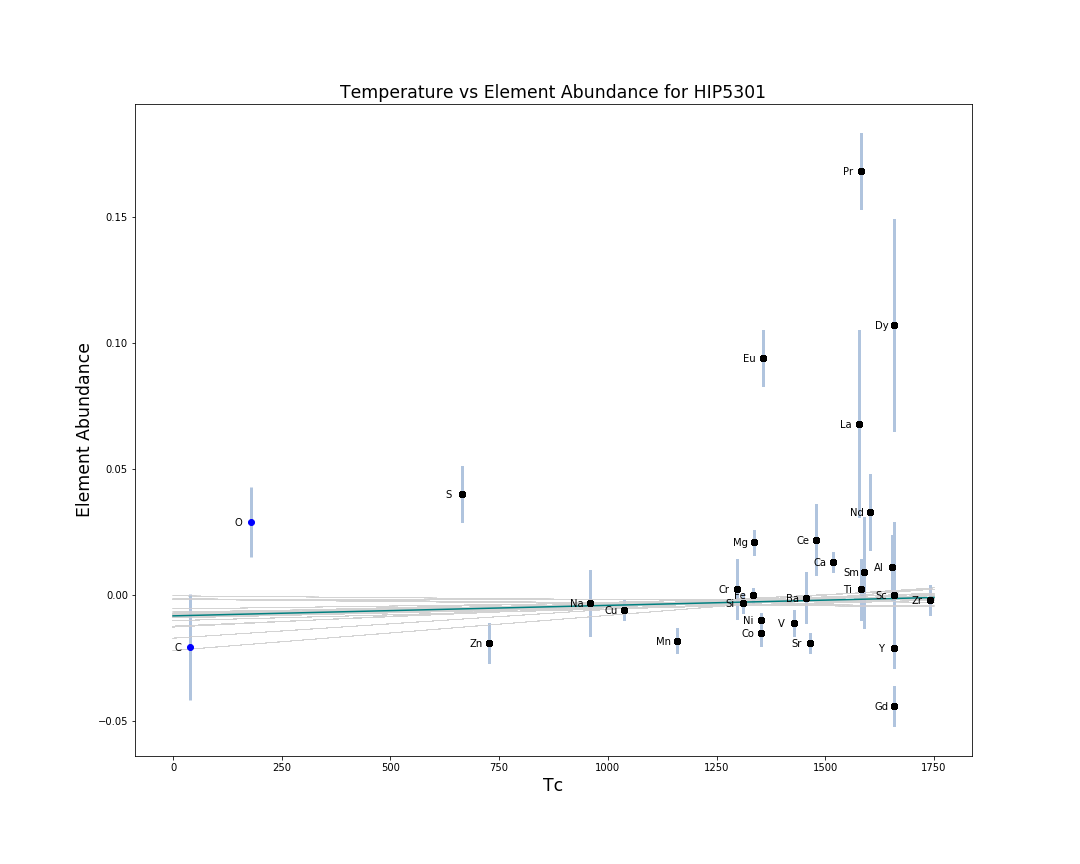 Temperature vs Element Abundance for HIP5301
Element Abundance
0.15
0.10
0.05
0.00
−0.05
Pr
Dy
Eu
La
S
O
Nd
Mg
Ce
Ca
Sm
Al
Cr
Ti
Fe
Sc
Ba
Zr
Na
Si
Cu
Ni
V
Co
Mn
Zn
Sr
C
Y
Gd
0
250
500
750
1000
1250
1500
1750
Tc